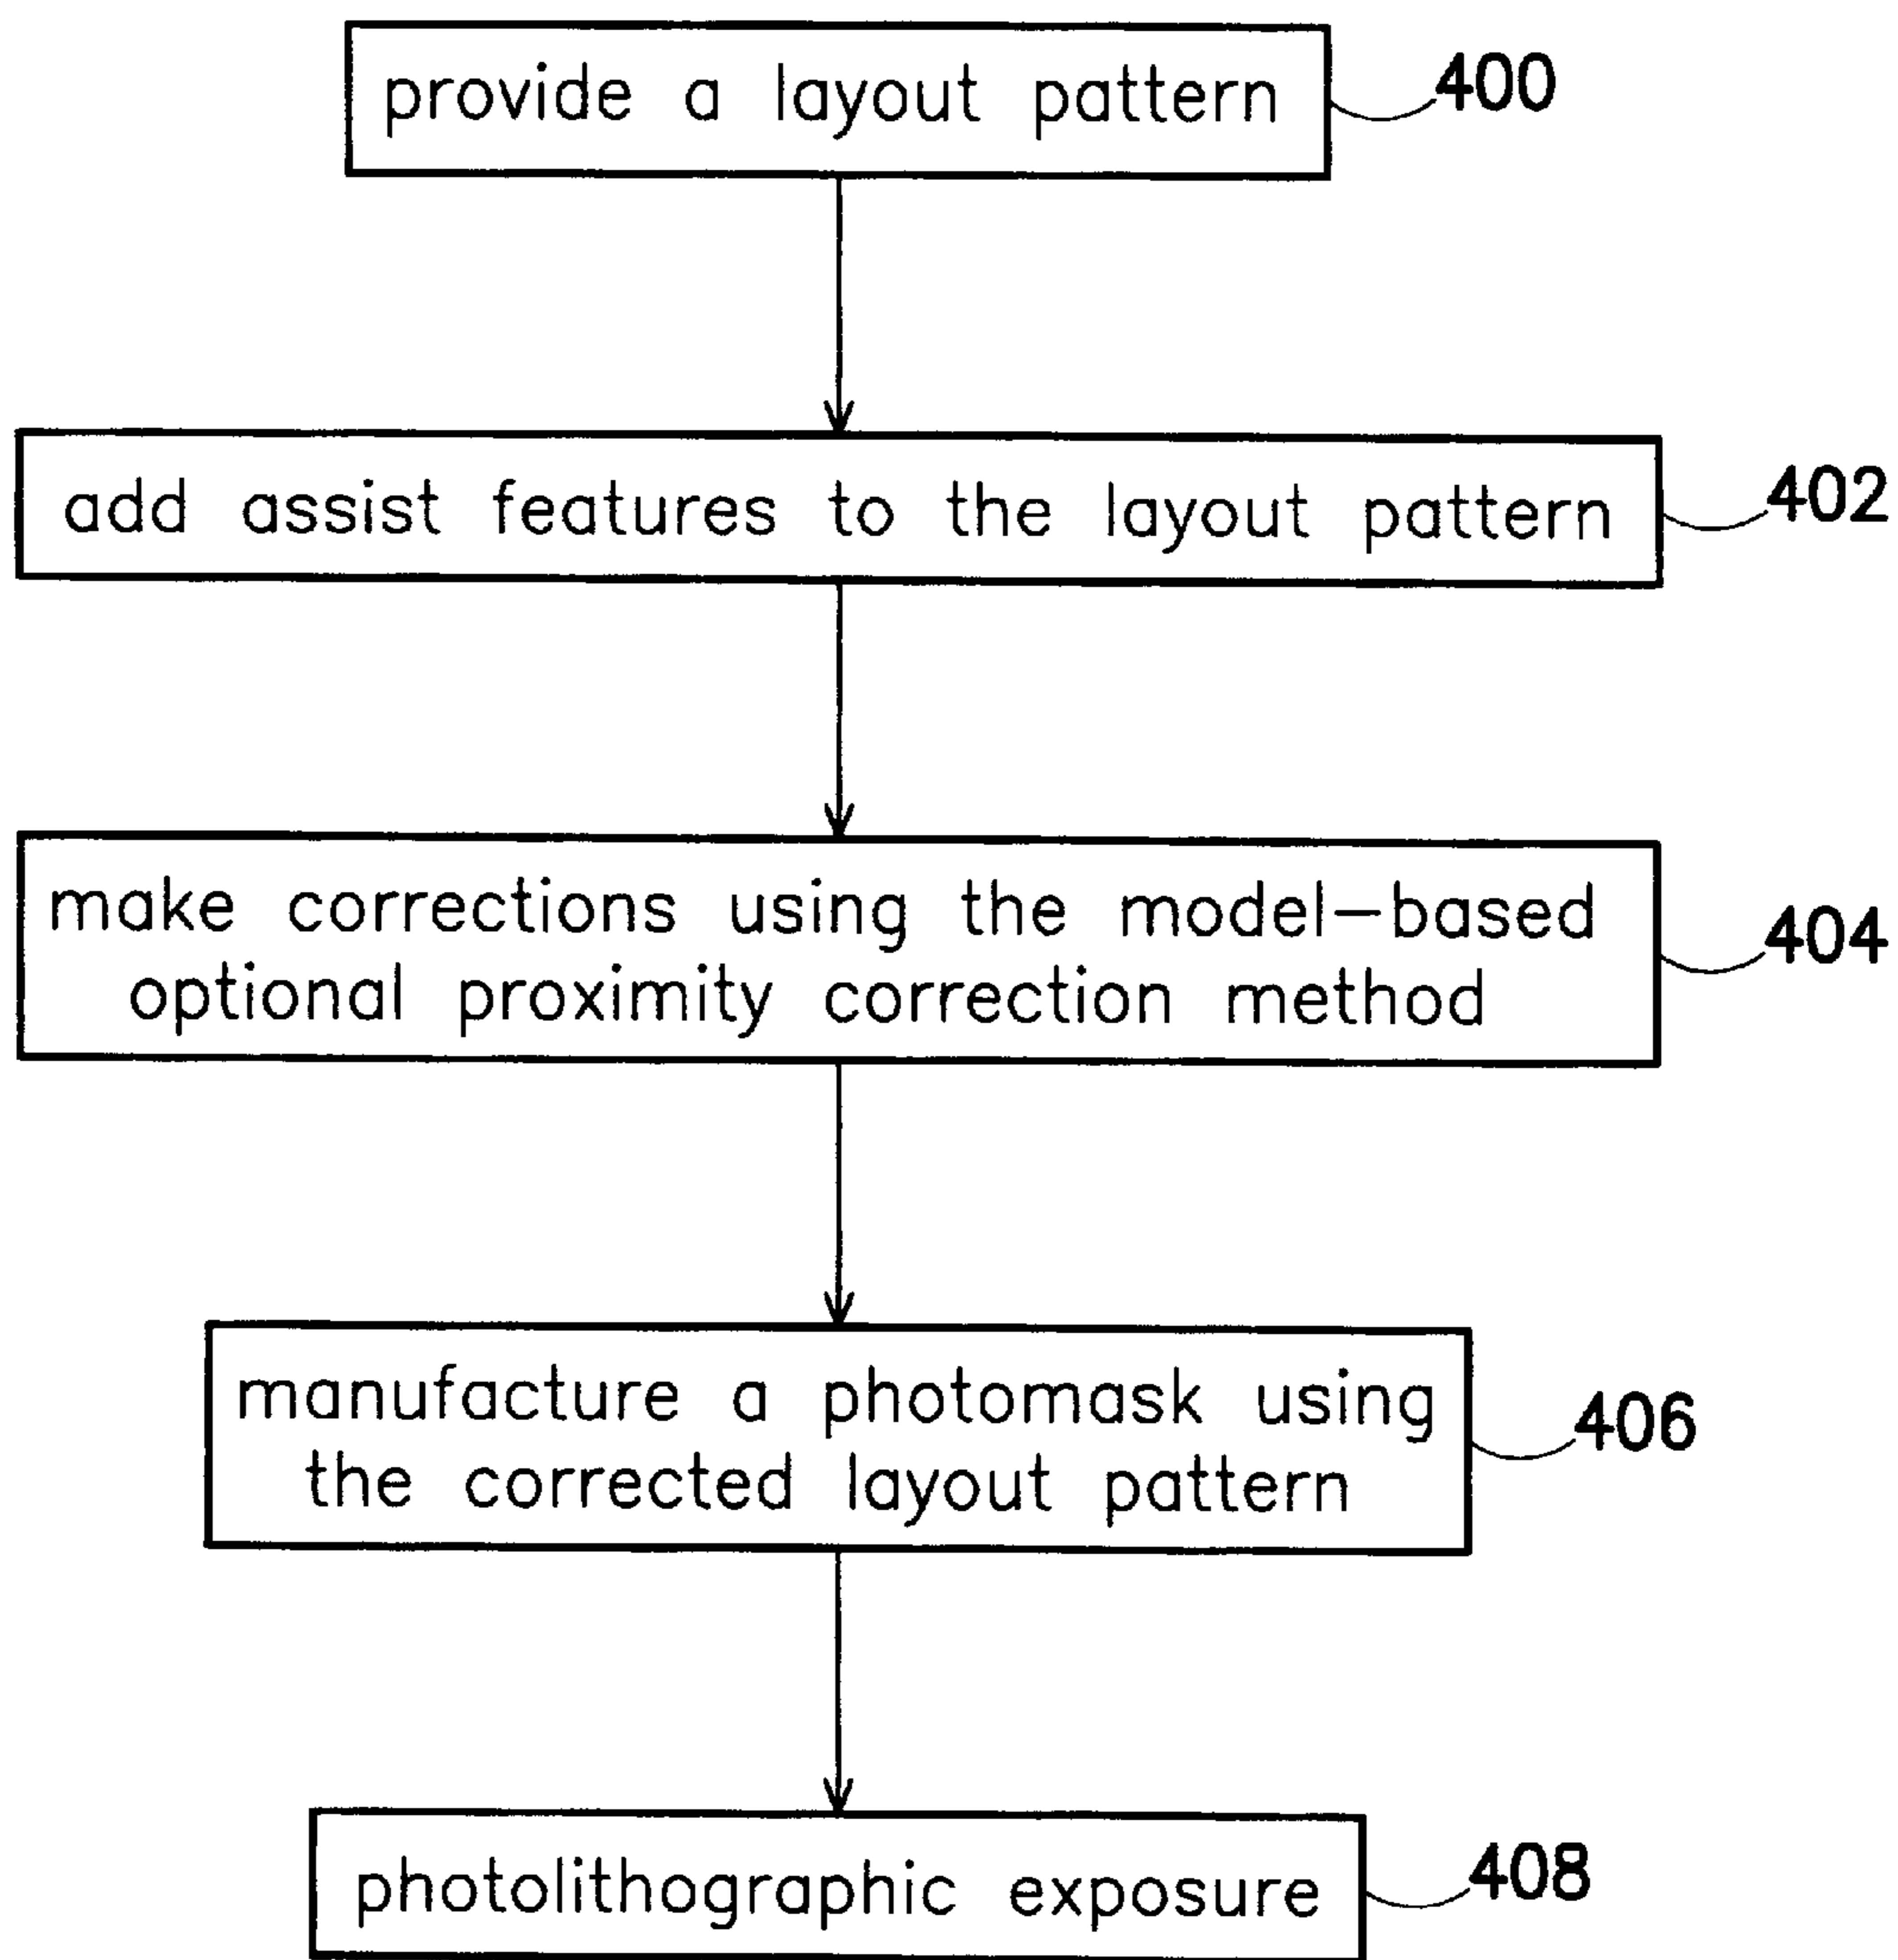 provide a layout pattern
400
add assist features to the layout pattern
402
make corrections using the model-based
optional proximity correction method
404
manufacture a photomask using
the corrected layout pattern
406
photolithographic exposure
408